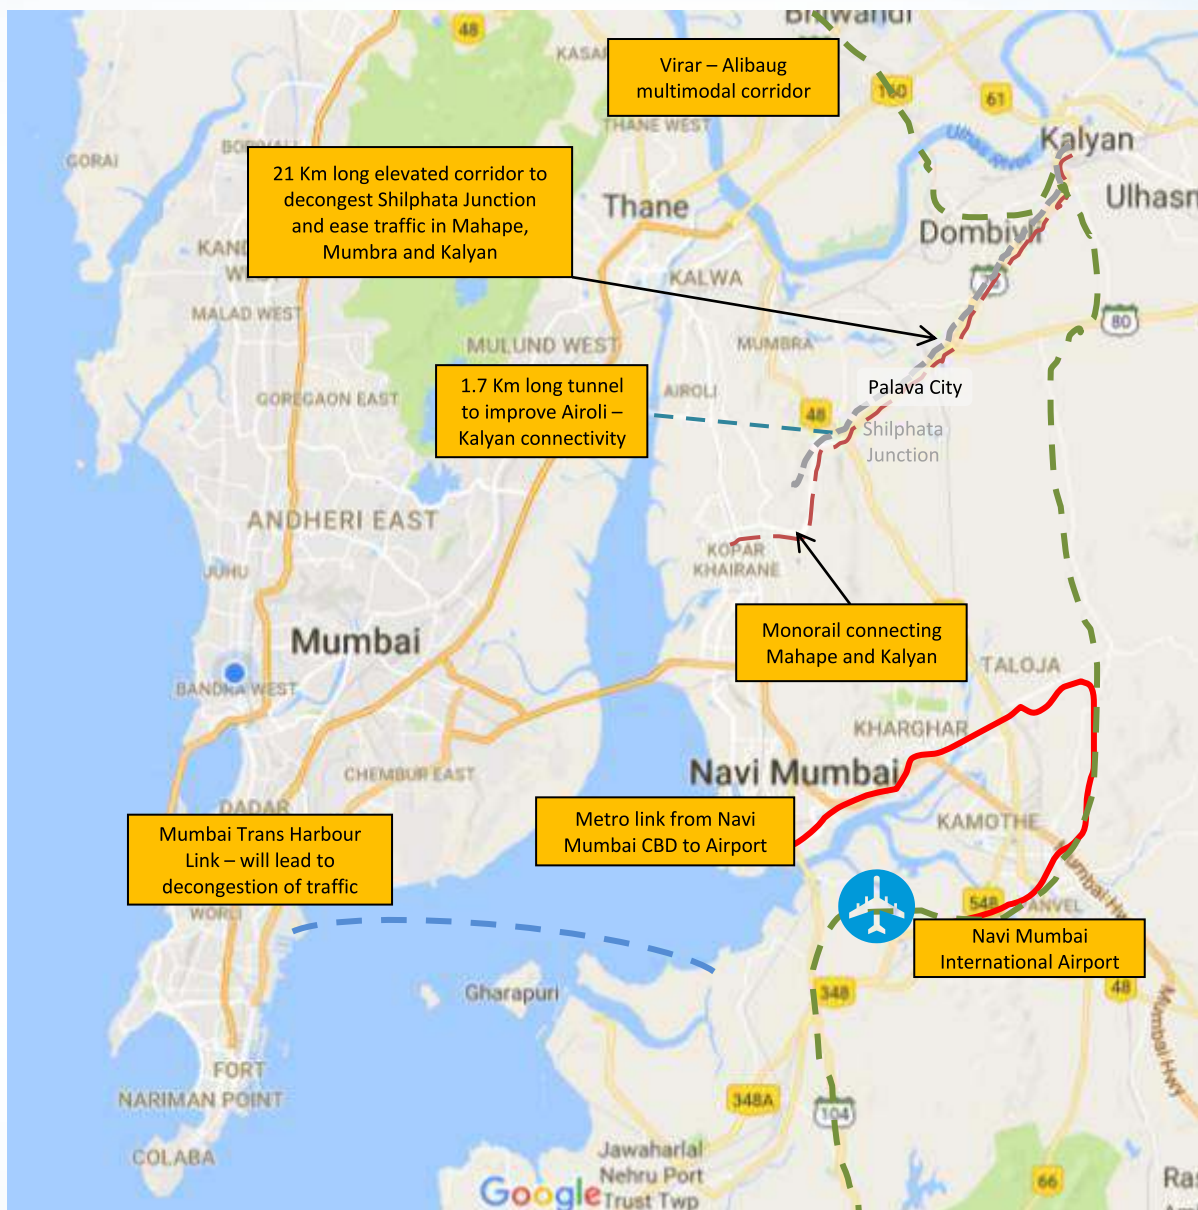 48
Virar – Alibaug
multimodal corridor
160
61
THANE WEST
Ulhas River
Kalyan
GORAI
21 Km long elevated corridor to
decongest Shilphata Junction
and ease traffic in Mahape,
Mumbra and Kalyan
Thane
Dombivli
KALWA
MALAD WEST
MULUND WEST
MUMBRA
80
1.7 Km long tunnel
to improve Airoli –
Kalyan connectivity
AIROLI
Palava City
GOREGAON EAST
48
Shilphata
Junction
ANDHERI EAST
KOPAR
KHAIRANE
JUHU
Monorail connecting
Mahape and Kalyan
Mumbai
TALOJA
BANDRA WEST
KHARGHAR
Navi Mumbai
CHEMBUR EAST
DADAR
Metro link from Navi
Mumbai CBD to Airport
KAMOTHE
Mumbai Trans Harbour
Link – will lead to
decongestion of traffic
WORLI
548
Navi Mumbai
International Airport
Gharapuri
348
48
Mumbai Hwy
FORT
NARIMAN POINT
348A
104
COLABA
Jawaharlal
Nehru Port
Trust Twp
66
Google